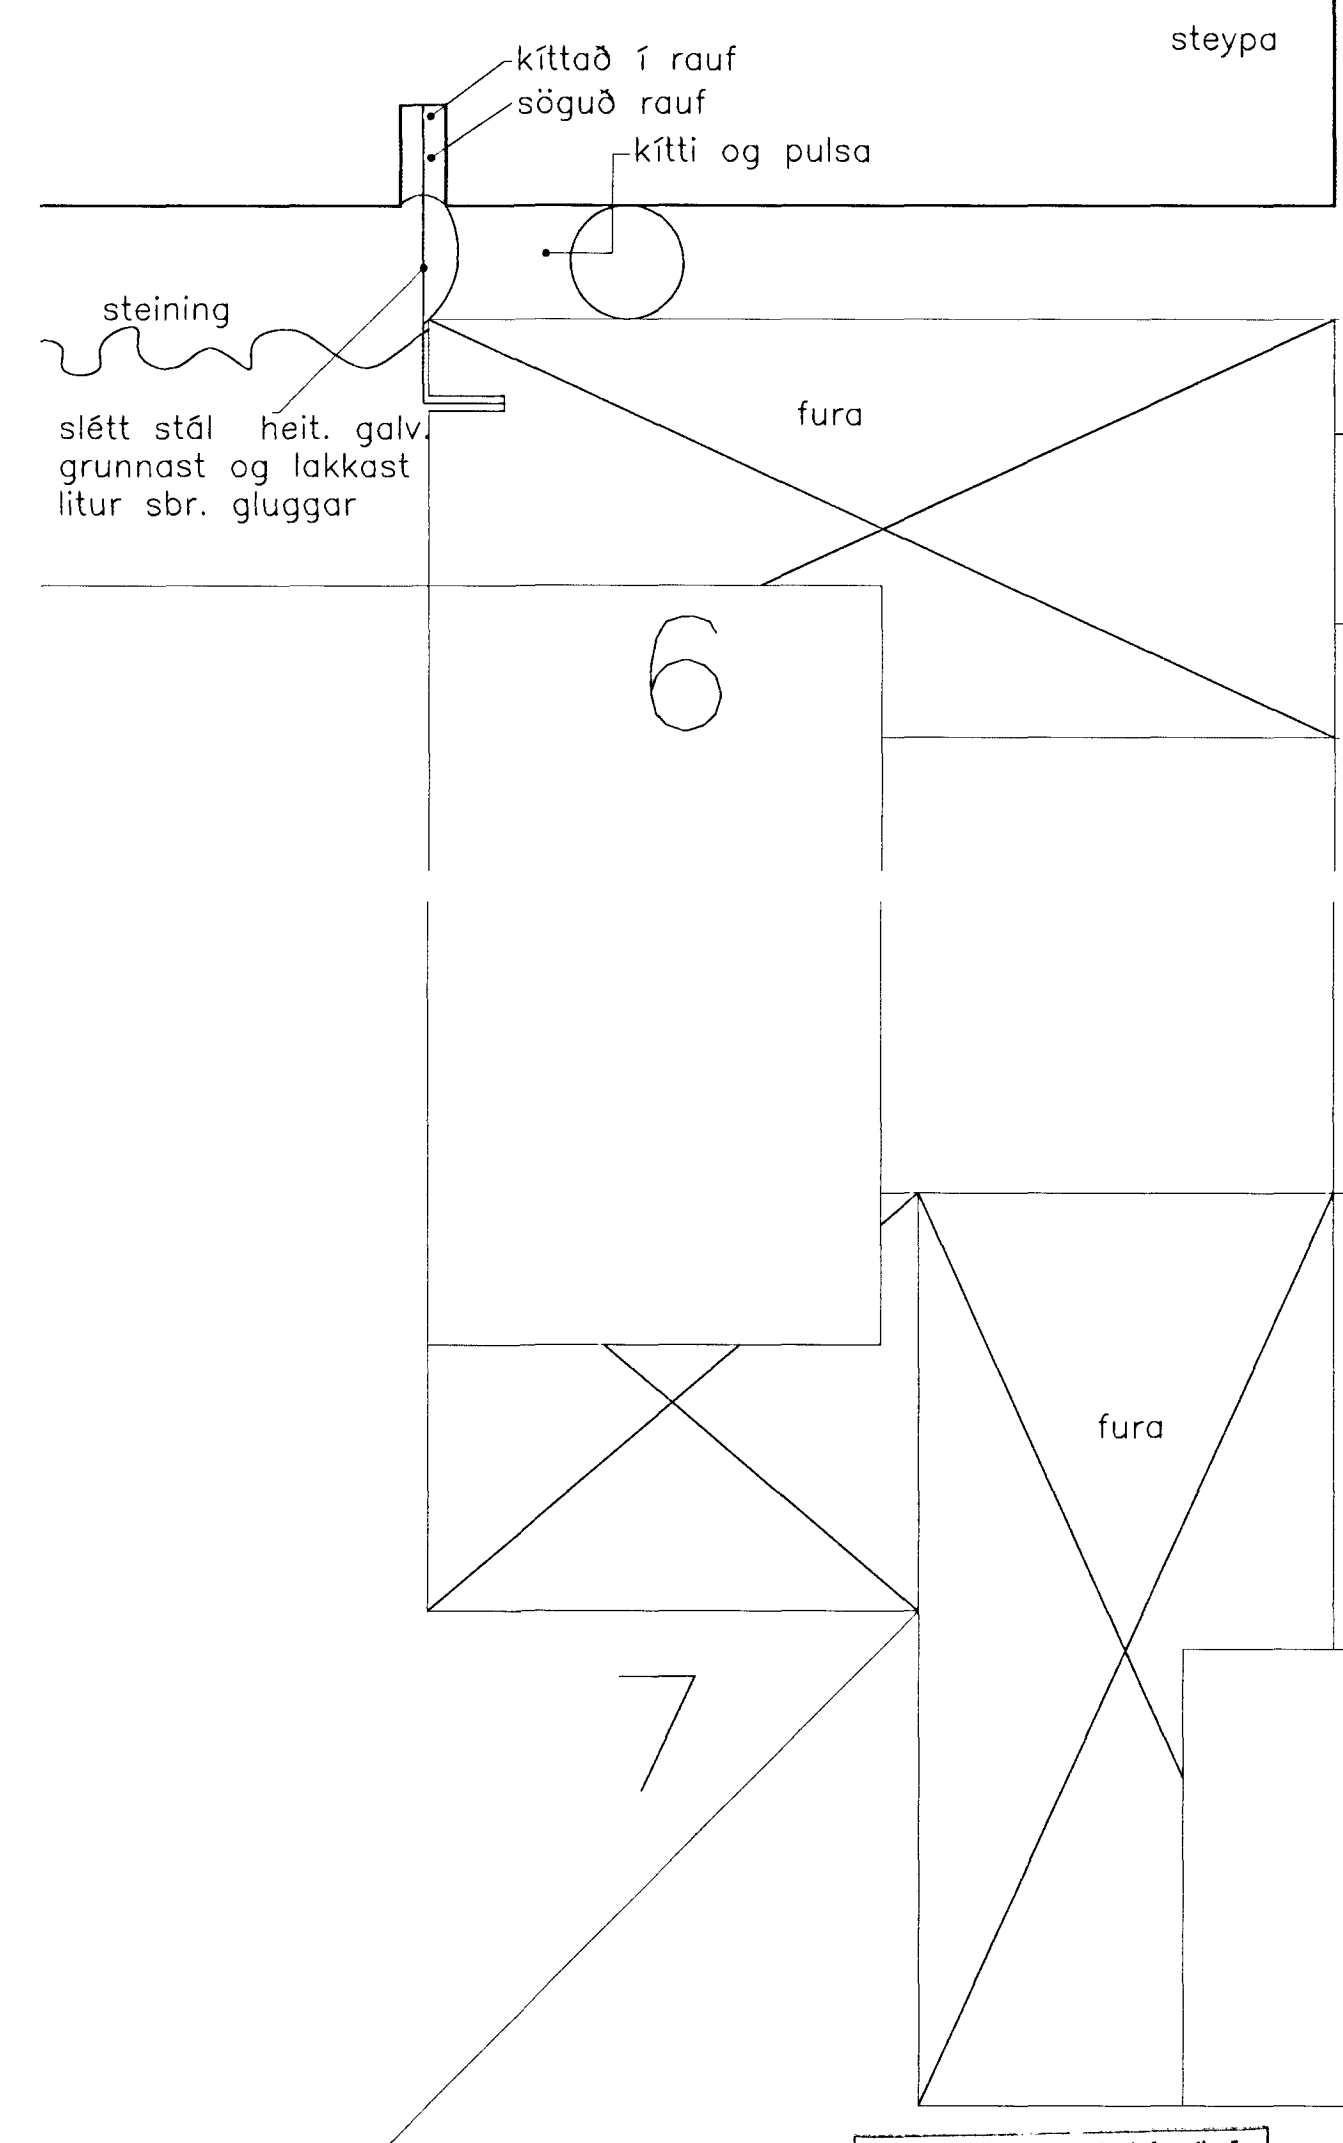 steypa
kíttað í rauf
söguð rauf
kítti og pulsa
steining
slétt stál heit. galv.
grunnast og lakkast
litur sbr. gluggar
fura
6
fura
7